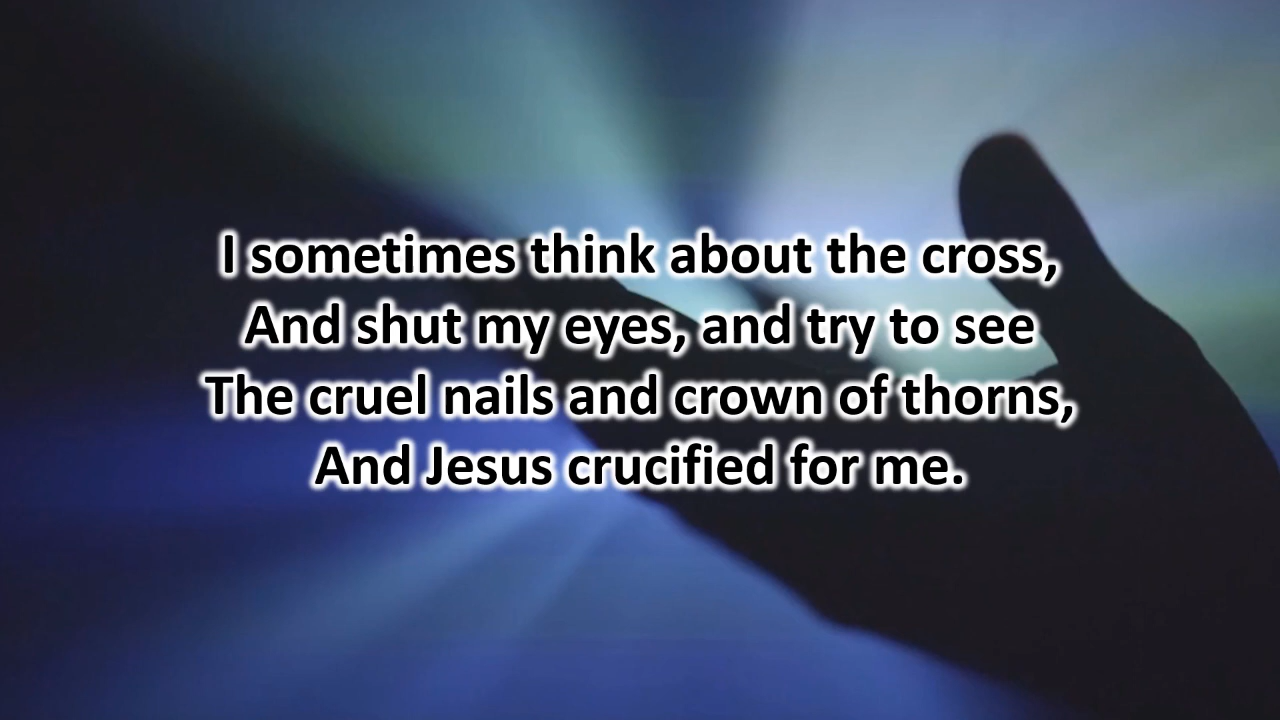 I sometimes think about the cross,
And shut my eyes, and try to see
The cruel nails and crown of thorns,
And Jesus crucified for me.